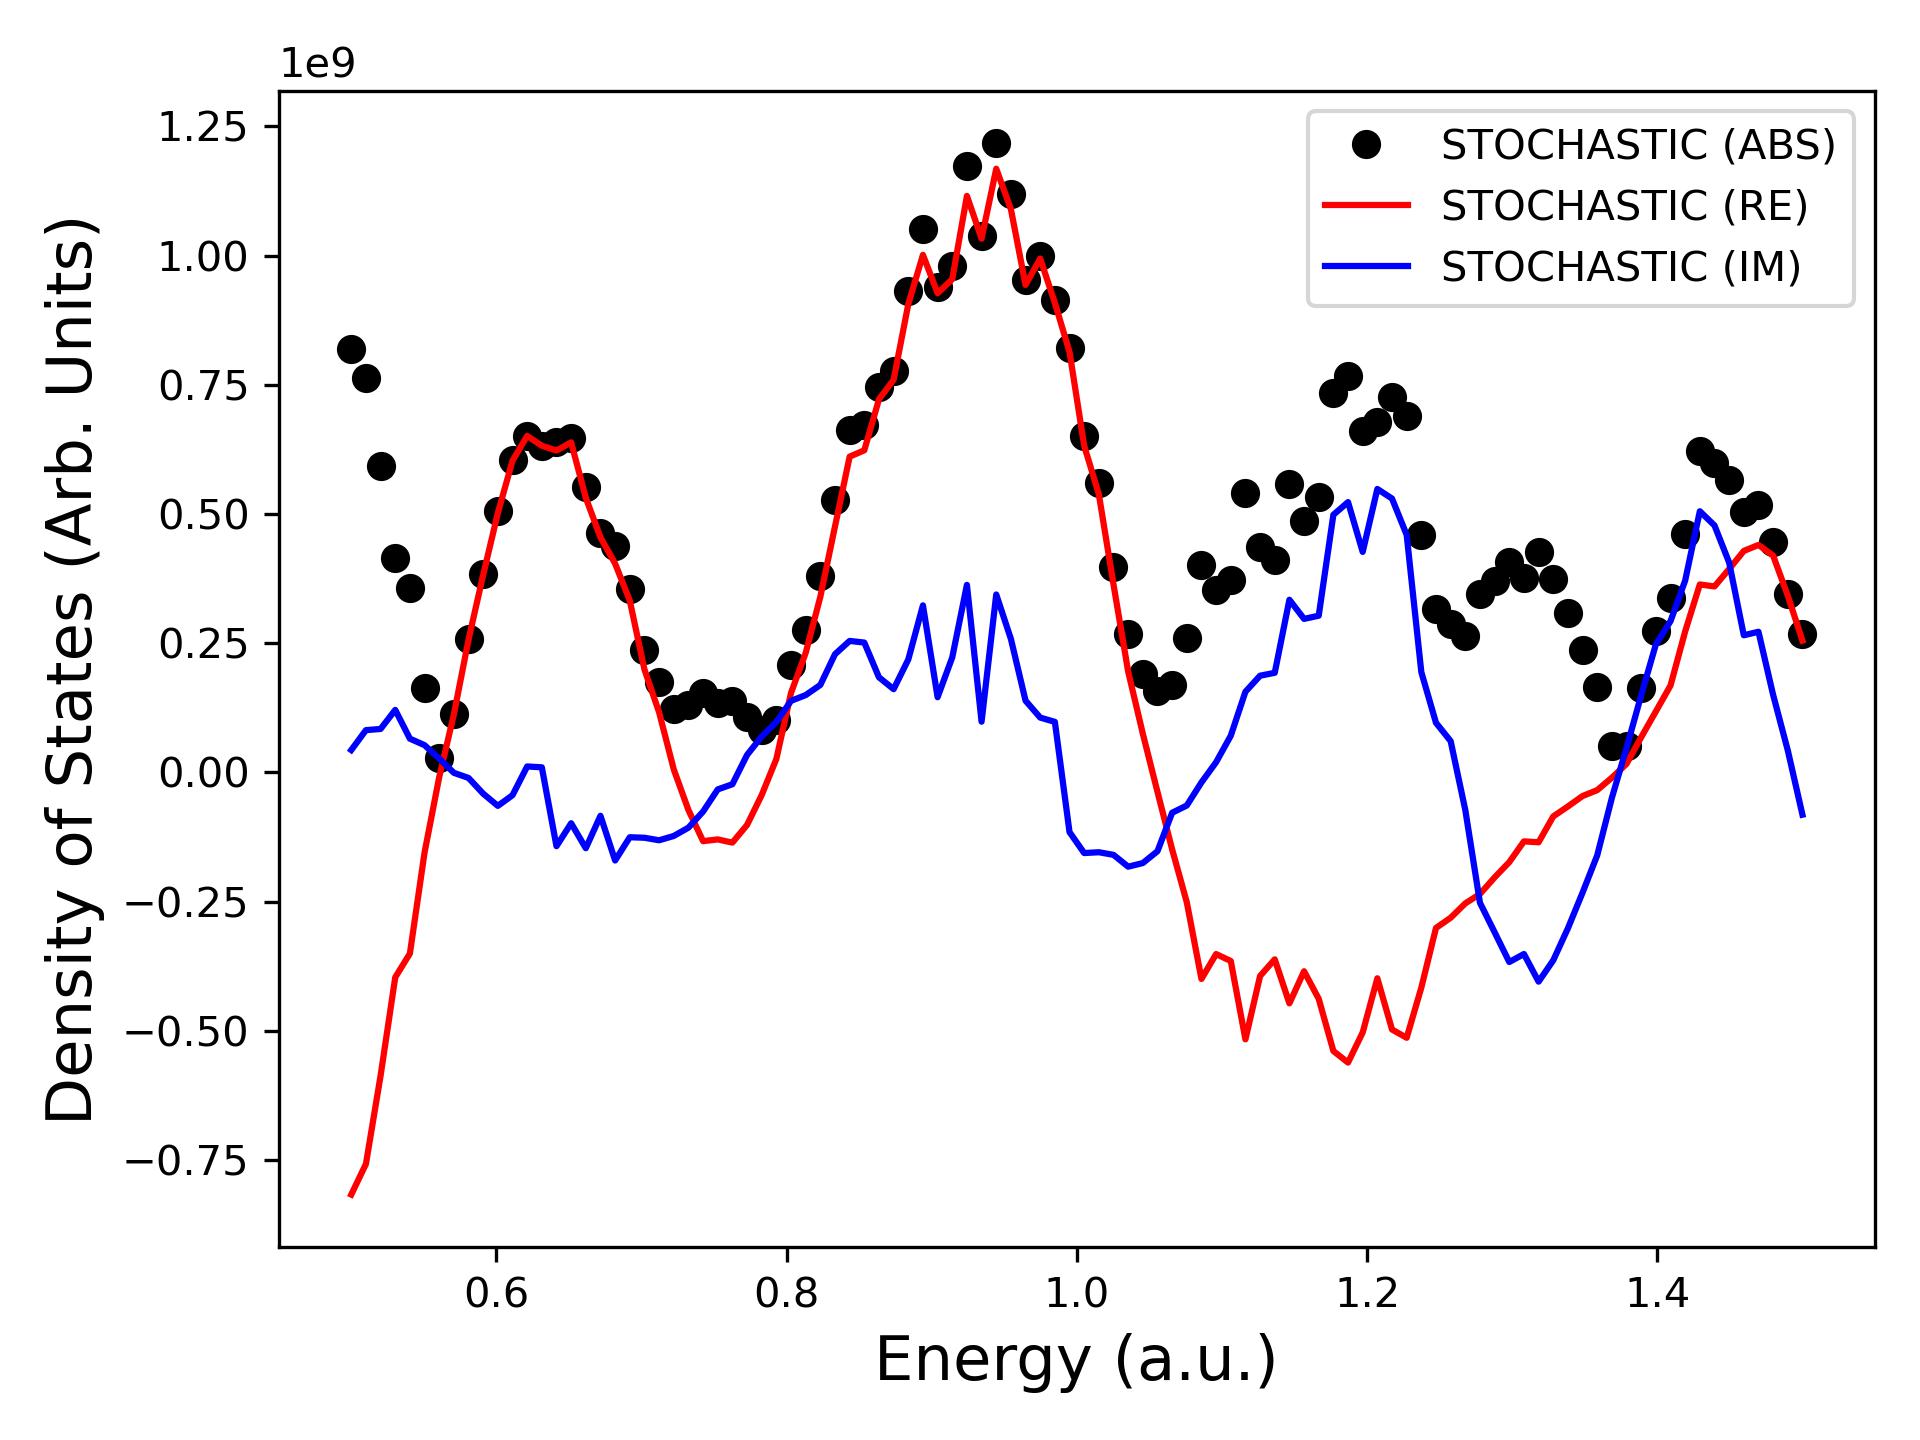 1e9
1.25
1.00
0.75
0.50
0.25
0.00
−0.25
−0.50
−0.75
Density of States (Arb. Units)
STOCHASTIC (ABS)
STOCHASTIC (RE)
STOCHASTIC (IM)
0.6 0.8 1.0 1.2 1.4
Energy (a.u.)